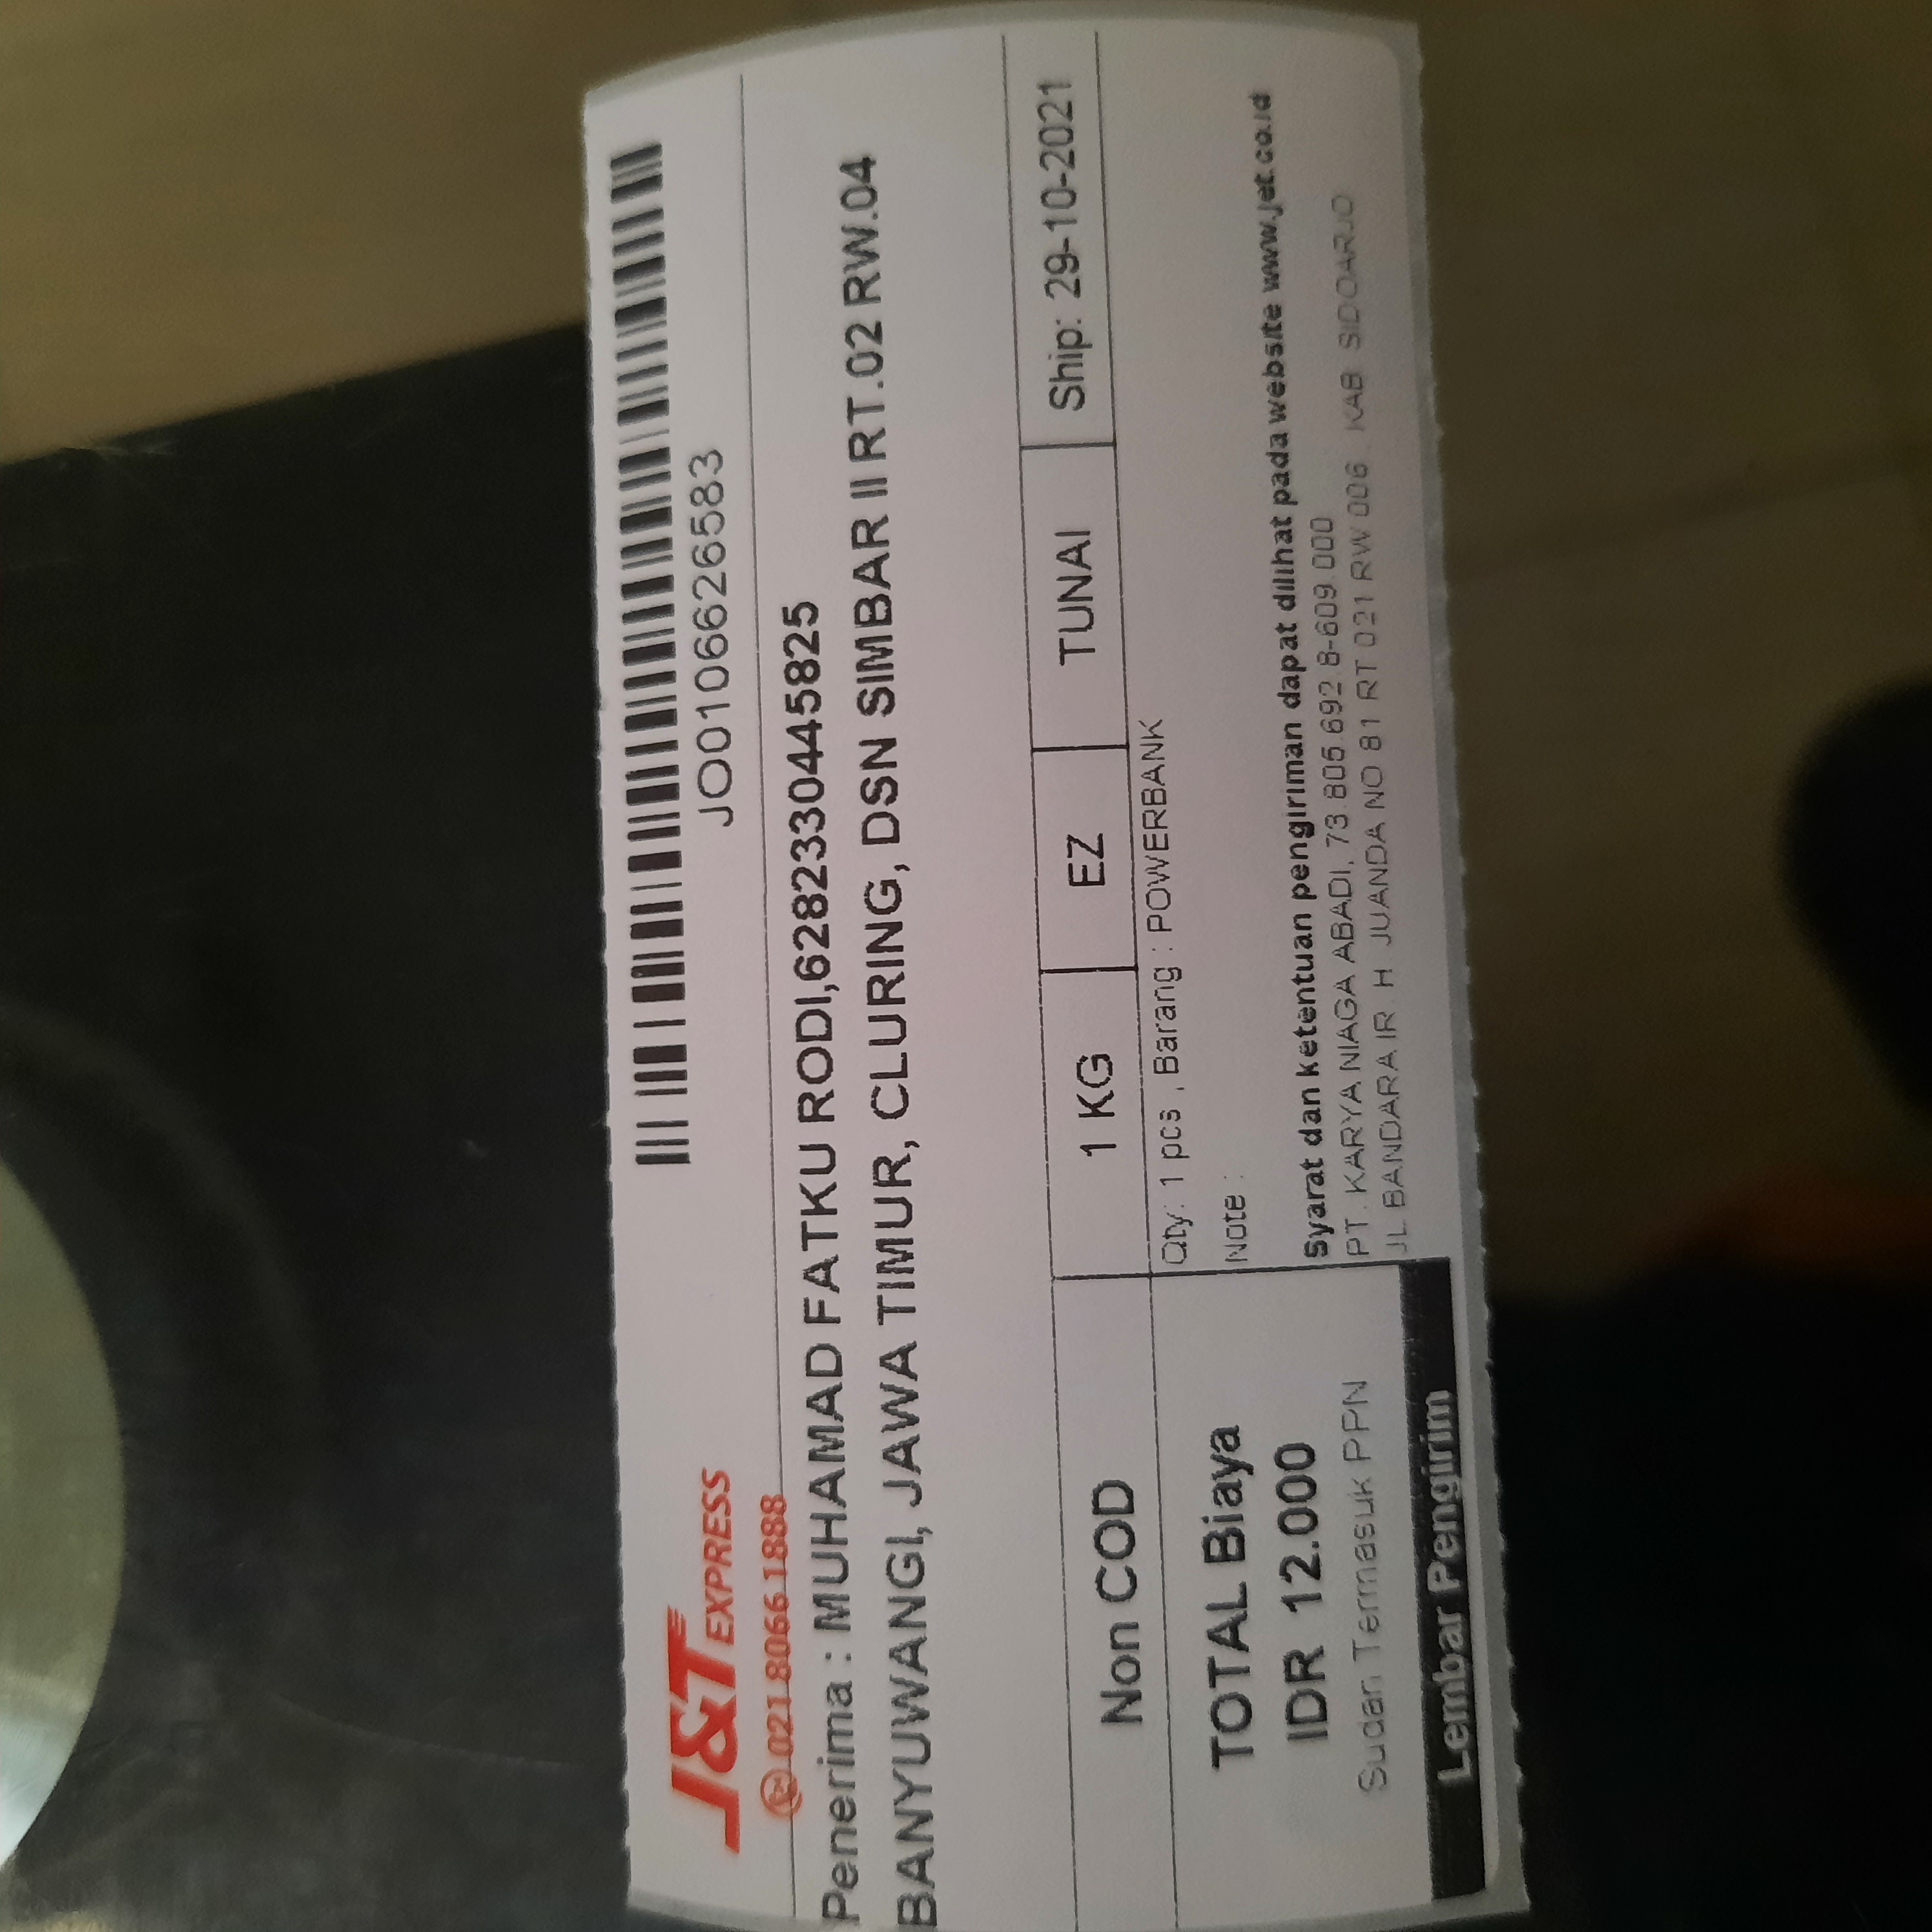 J&T EXPRESS
021 8066 1888
JO0106626583
Penerima : MUHAMAD FATKU RODI,6282330445825
BANYUWANGI, JAWA TIMUR, CLURING, DSN SIMBAR II RT.02 RW.04
Non COD
1 KG
EZ
TUNAI
Ship: 29-10-2021
TOTAL Biaya
IDR 12.000
Sudah Termasuk PPN
Lembar Pengirim
Qty: 1 pcs , Barang : POWERBANK
Note :
Syarat dan ketentuan pengiriman dapat dilihat pada website www.jet.co.id
PT. KARYA NIAGA ABADI, 73.805.692.8-609.000
JL. BANDARA IR. H. JUANDA NO 81 RT 021 RW 006 , KAB. SIDOARJO